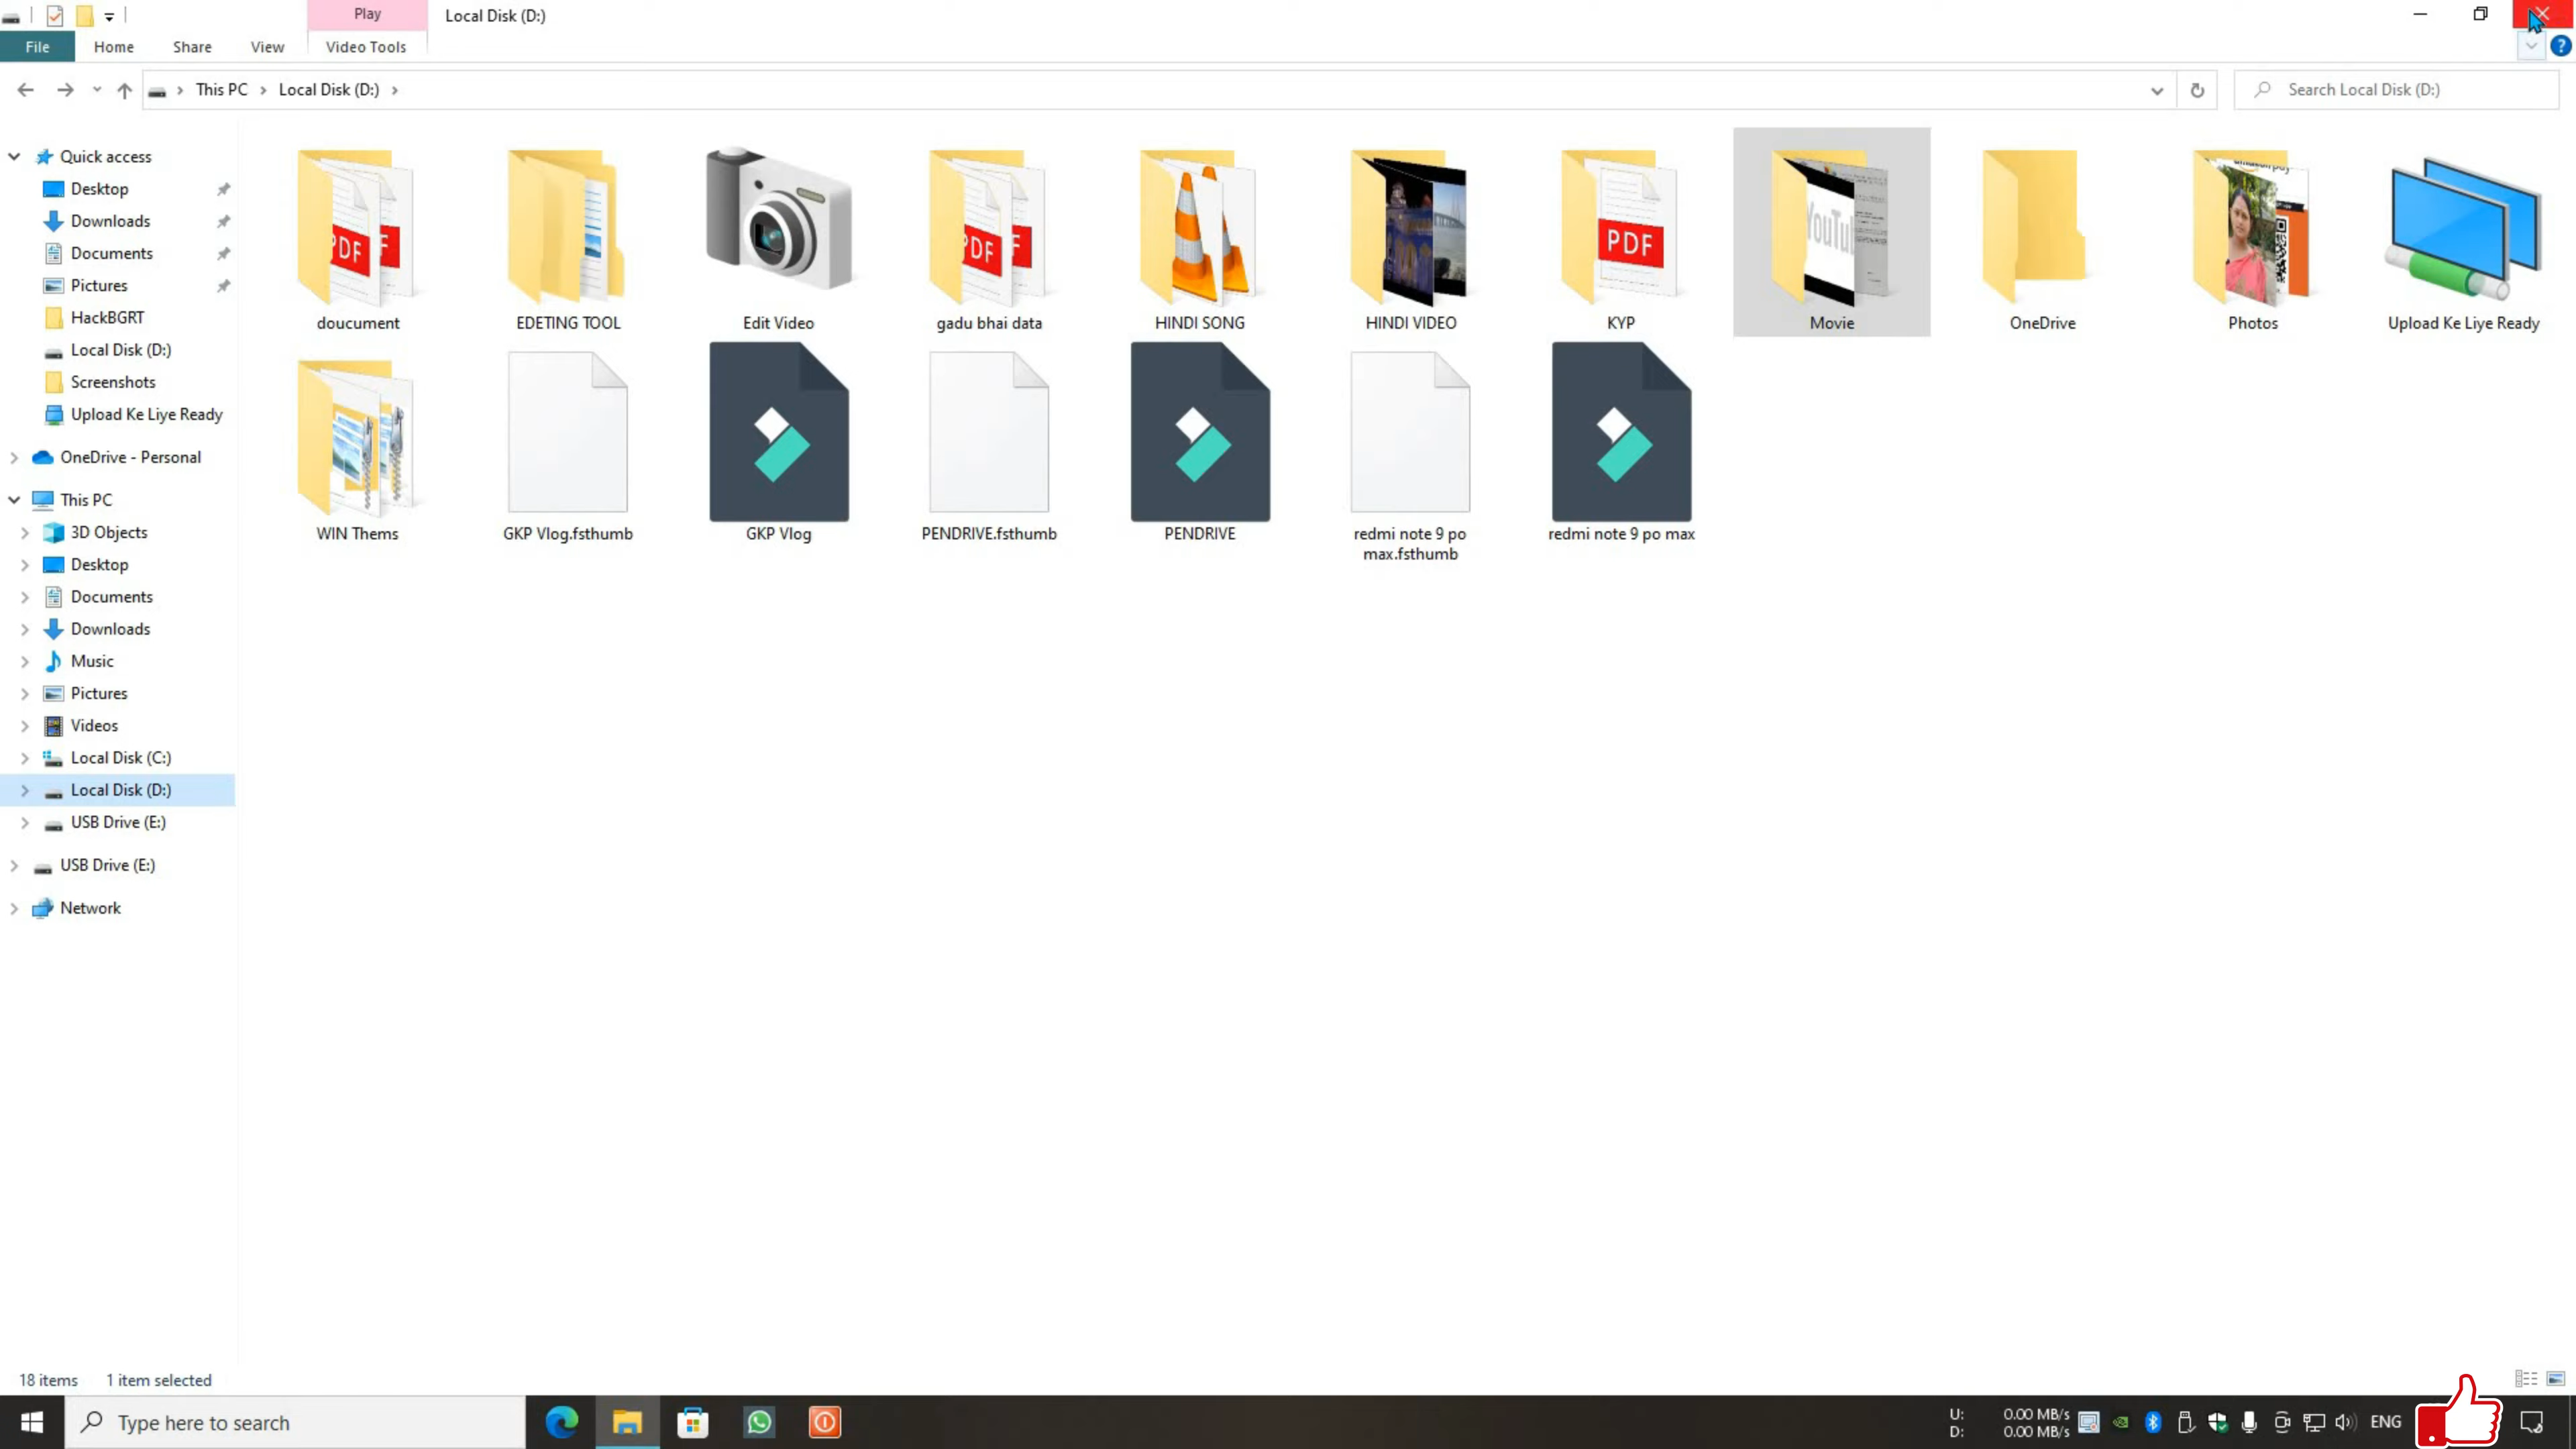 Play
Local Disk (D:)
File
Home
Share
View
Video Tools
This PC
Local Disk (D:)
Search Local Disk (D:)
Quick access
Desktop
Downloads
Documents
Pictures
HackBGRT
Local Disk (D:)
Screenshots
Upload Ke Liye Ready
OneDrive - Personal
This PC
3D Objects
Desktop
Documents
Downloads
Music
Pictures
Videos
Local Disk (C:)
Local Disk (D:)
USB Drive (E:)
USB Drive (E:)
Network
PDF
PDF
PDF
YouTu
doucument
EDETING TOOL
Edit Video
gadu bhai data
HINDI SONG
HINDI VIDEO
KYP
Movie
OneDrive
Photos
Upload Ke Liye Ready
WIN Thems
GKP Vlog.fsthumb
GKP Vlog
PENDRIVE.fsthumb
PENDRIVE
redmi note 9 po
max.fsthumb
redmi note 9 po max
18 items
1 item selected
Type here to search
U: 0.00 MB/s
D: 0.00 MB/s
ENG